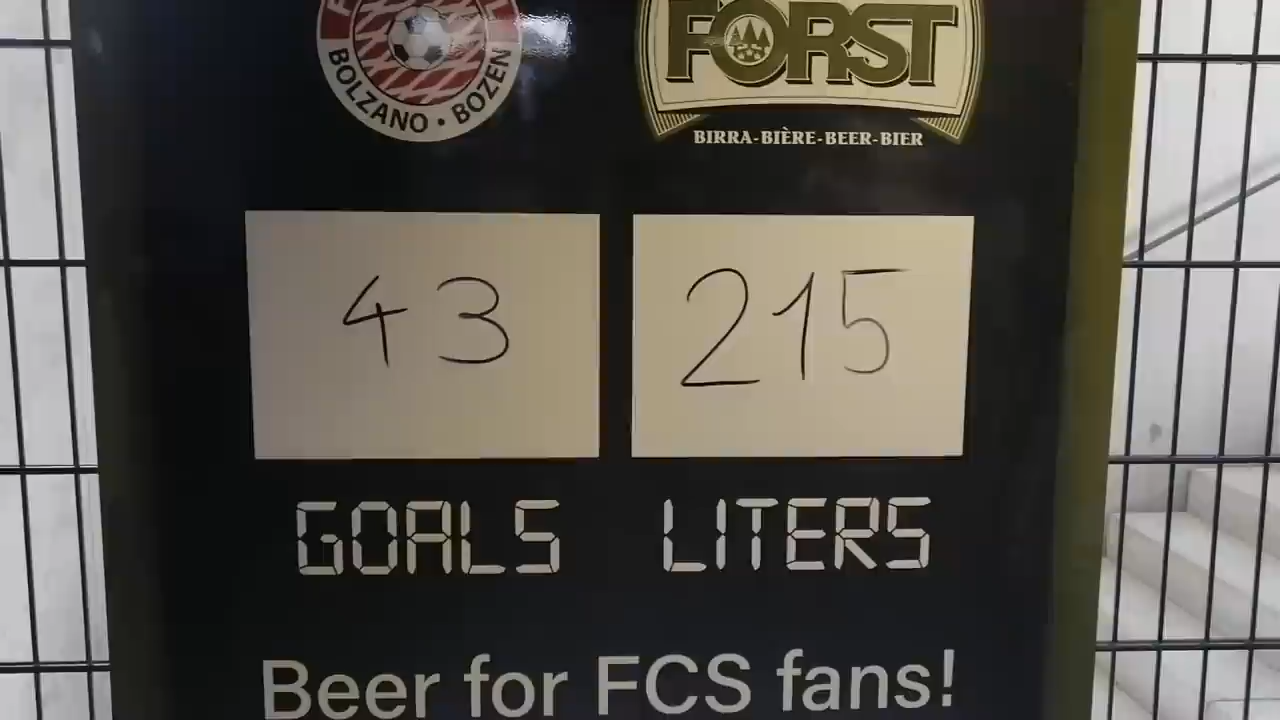 BOLZANO • BOZEN
FORST
BIRRA-BIÈRE-BEER-BIER
43
215
GOALS
LITERS
Beer for FCS fans!